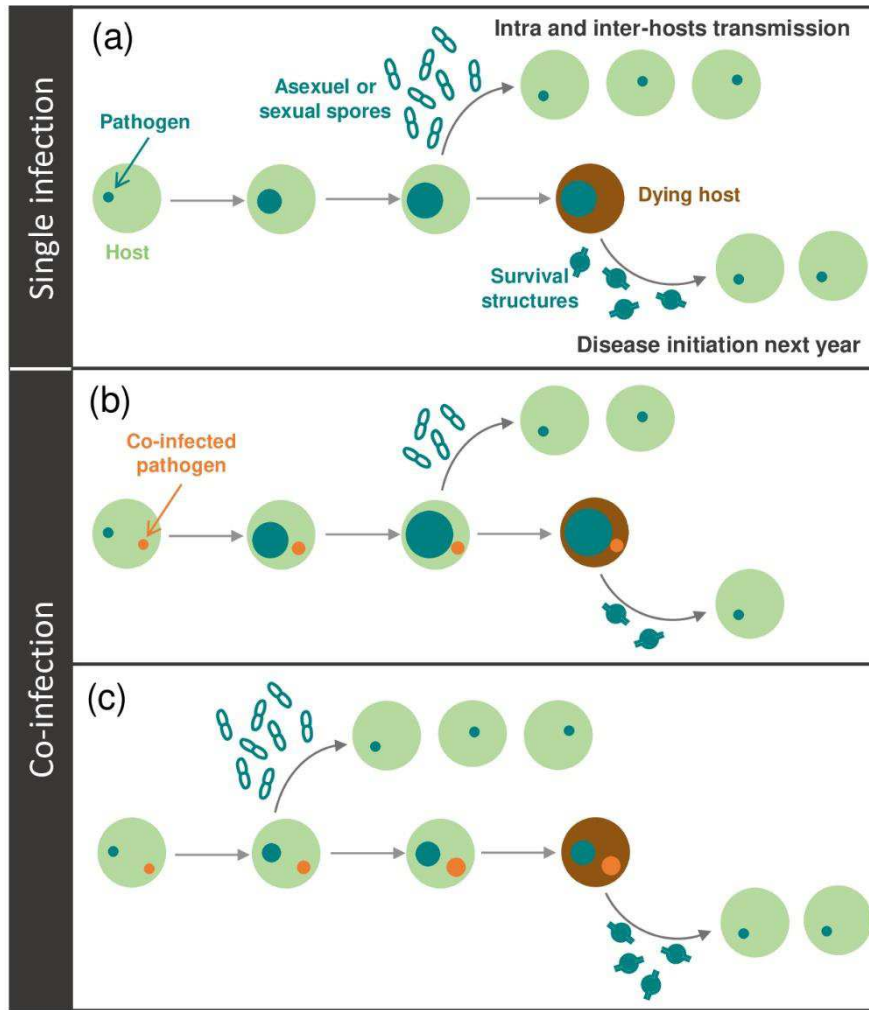 Single infection
(a)
Intra and inter-hosts transmission
Asexuel or
sexual spores
Pathogen
Host
Dying host
Survival
structures
Disease initiation next year
Co-infection
(b)
Co-infected
pathogen
(c)